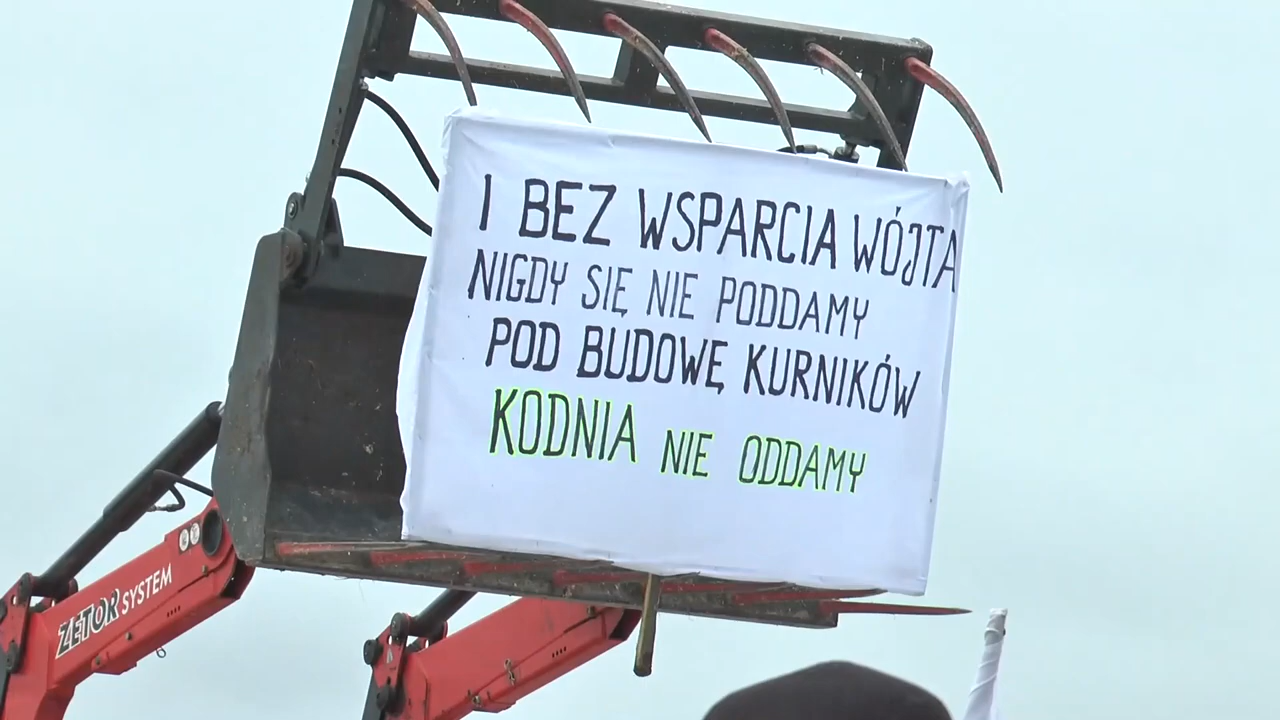 I BEZ WSPARCIA WÓJTA
NIGDY SIĘ NIE PODDAMY
POD BUDOWĘ KURNIKÓW
KODNIA NIE ODDAMY
ZETOR SYSTEM